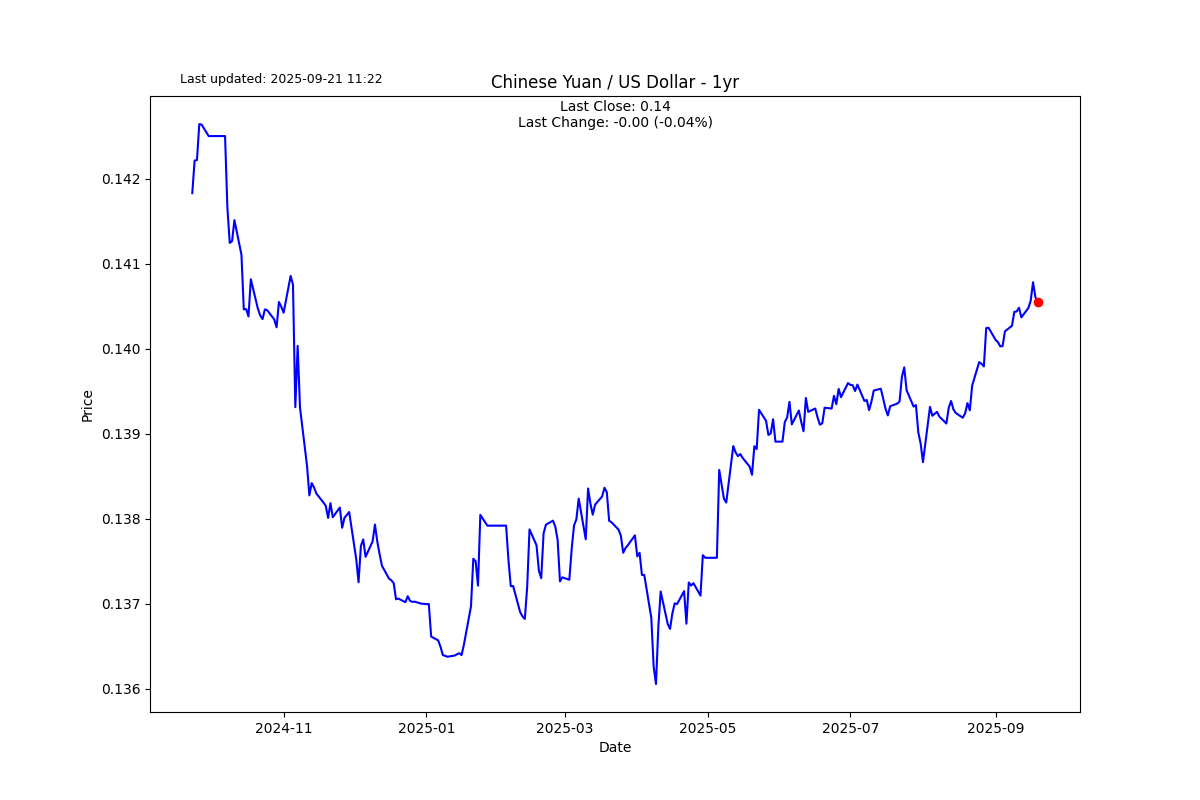 Last updated: 2025-09-21 11:22
Chinese Yuan / US Dollar - 1yr
Last Close: 0.14
Last Change: -0.00 (-0.04%)
0.142
0.141
0.140
0.139
0.138
0.137
0.136
Price
2024-11
2025-01
2025-03
2025-05
2025-07
2025-09
Date